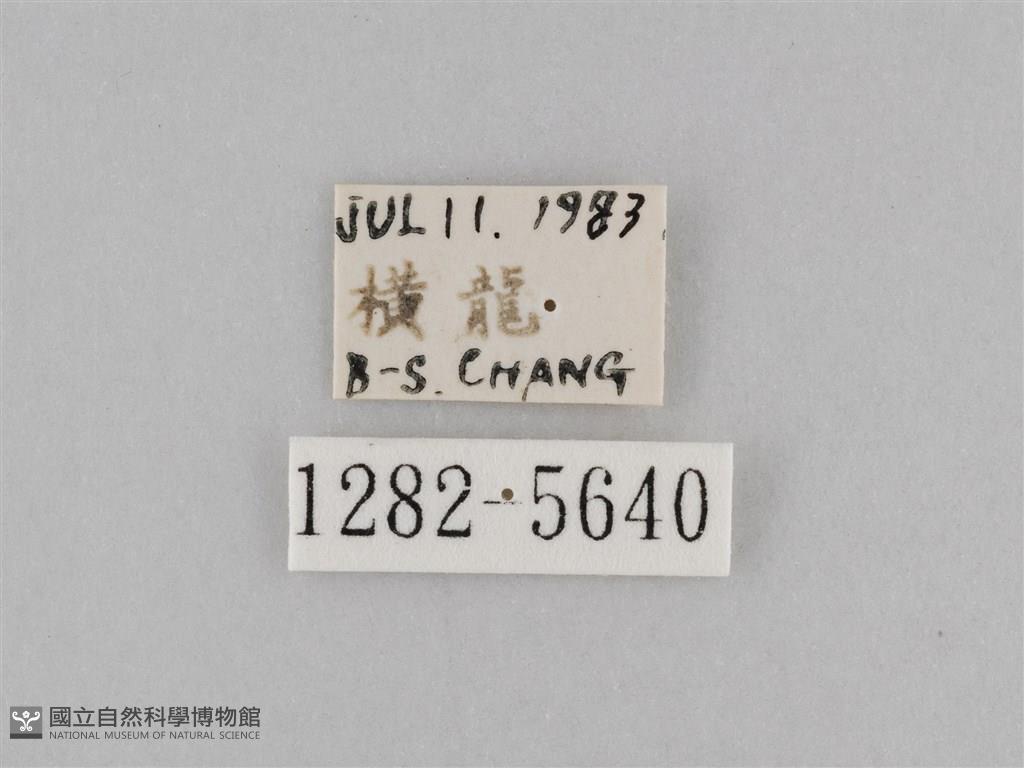 JUL 11. 1983.
橫龍
B-S. CHANG
1282-5640
國立自然科學博物館
NATIONAL MUSEUM OF NATURAL SCIENCE